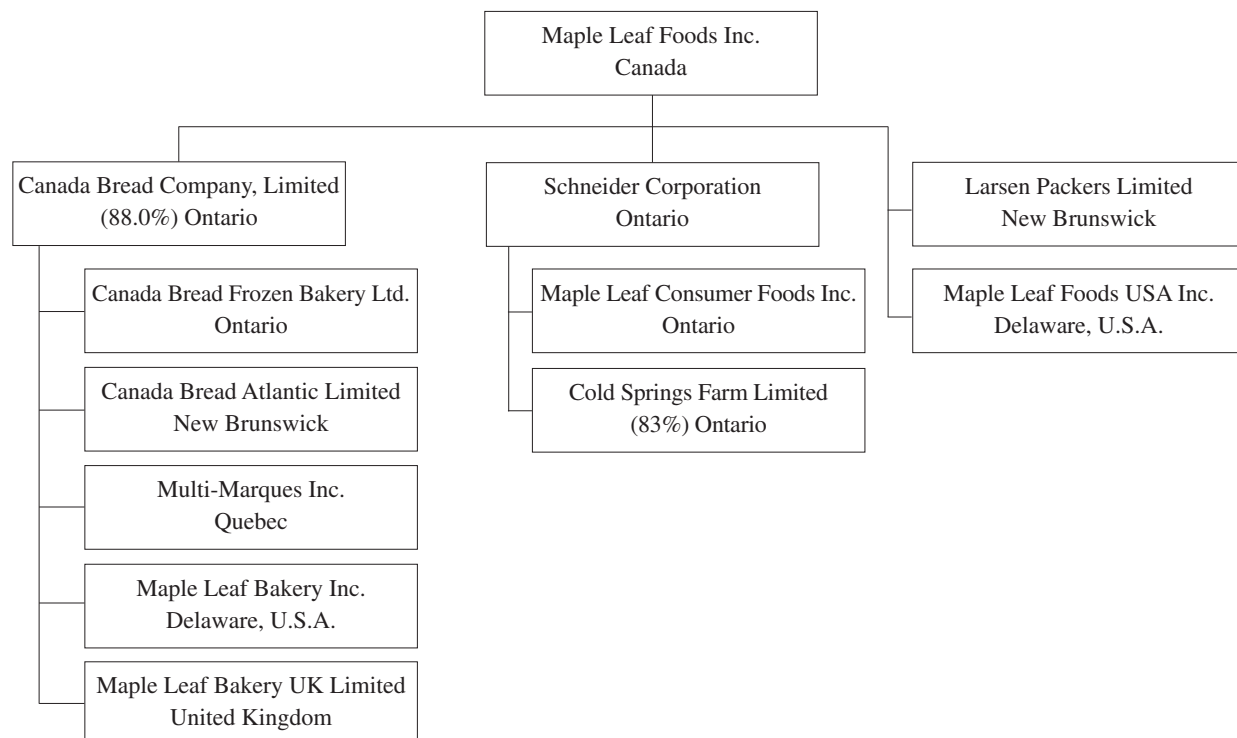 Maple Leaf Foods Inc.
Canada
Canada Bread Company, Limited
(88.0%) Ontario
Canada Bread Frozen Bakery Ltd.
Ontario
Canada Bread Atlantic Limited
New Brunswick
Multi-Marques Inc.
Quebec
Maple Leaf Bakery Inc.
Delaware, U.S.A.
Maple Leaf Bakery UK Limited
United Kingdom
Schneider Corporation
Ontario
Maple Leaf Consumer Foods Inc.
Ontario
Cold Springs Farm Limited
(83%) Ontario
Larsen Packers Limited
New Brunswick
Maple Leaf Foods USA Inc.
Delaware, U.S.A.